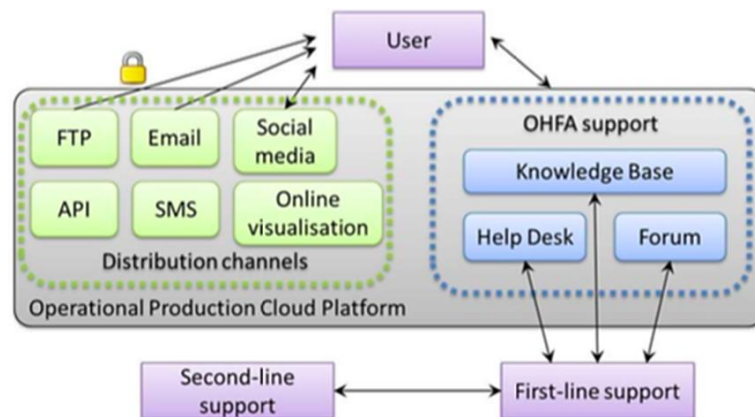 User
FTP
Email
Social
media
API
SMS
Online
visualisation
Distribution channels
OHFA support
Knowledge Base
Help Desk
Forum
Operational Production Cloud Platform
Second-line
support
First-line support